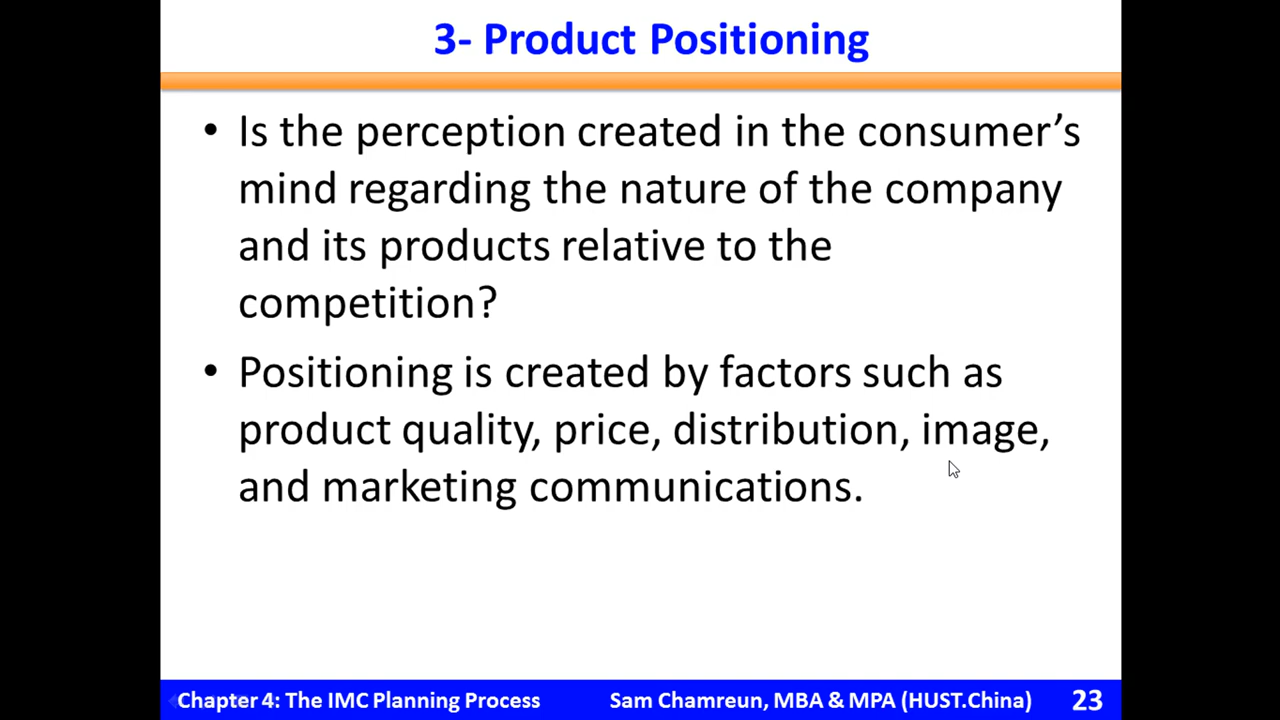 3- Product Positioning
• Is the perception created in the consumer’s
mind regarding the nature of the company
and its products relative to the
competition?
• Positioning is created by factors such as
product quality, price, distribution, image,
and marketing communications.
Chapter 4: The IMC Planning Process Sam Chamreun, MBA & MPA (HUST.China) 23